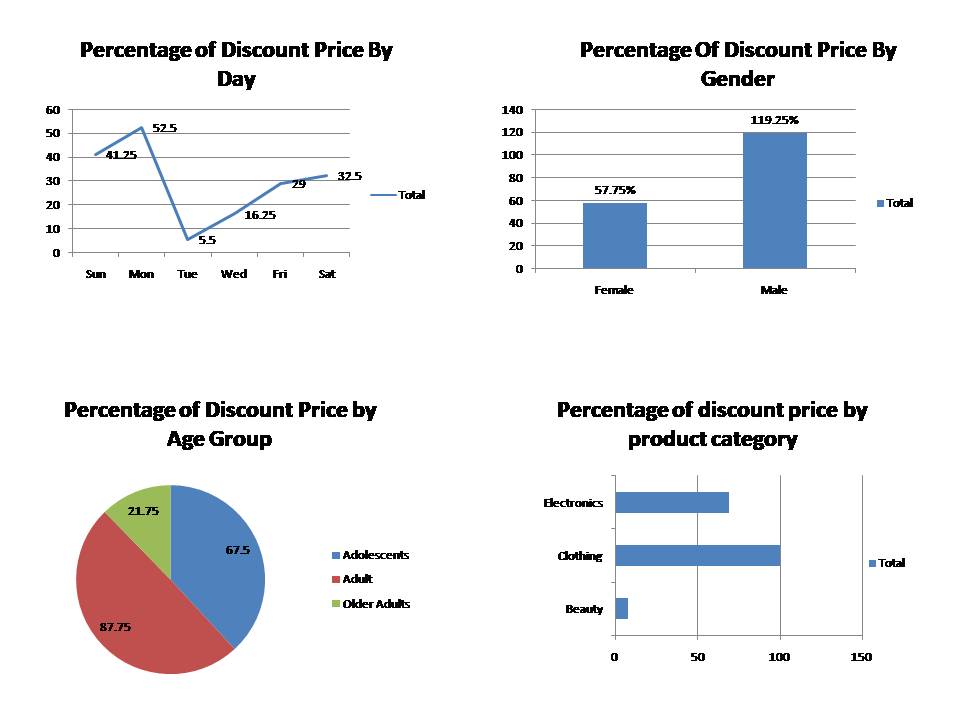 Percentage of Discount Price By
Day
60
50
40
30
20
10
0
41.25
52.5
5.5
16.25
29
32.5
Sun Mon Tue Wed Fri Sat
Total
Percentage Of Discount Price By
Gender
140
120
100
80
60
40
20
0
57.75%
119.25%
Female Male
Total
Percentage of Discount Price by
Age Group
21.75
67.5
87.75
Adolescents
Adult
Older Adults
Percentage of discount price by
product category
Electronics
Clothing
Beauty
0 50 100 150
Total